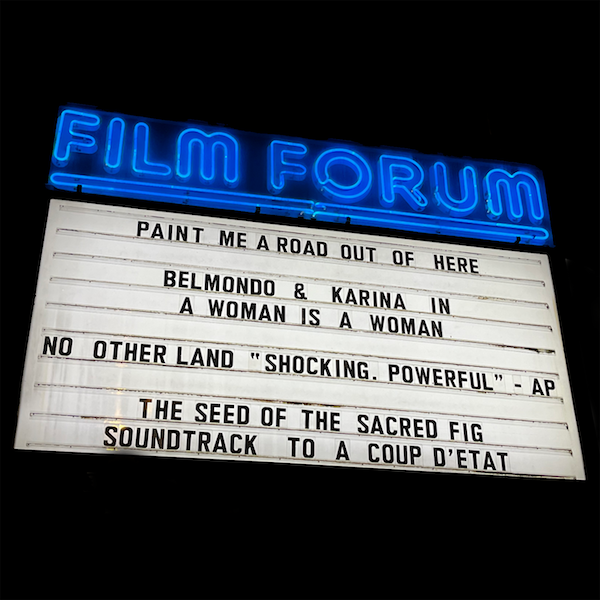 FILM FORUM
PAINT ME A ROAD OUT OF HERE
BELMONDO & KARINA IN
A WOMAN IS A WOMAN
NO OTHER LAND "SHOCKING. POWERFUL" - AP
THE SEED OF THE SACRED FIG
SOUNDTRACK TO A COUP D'ETAT